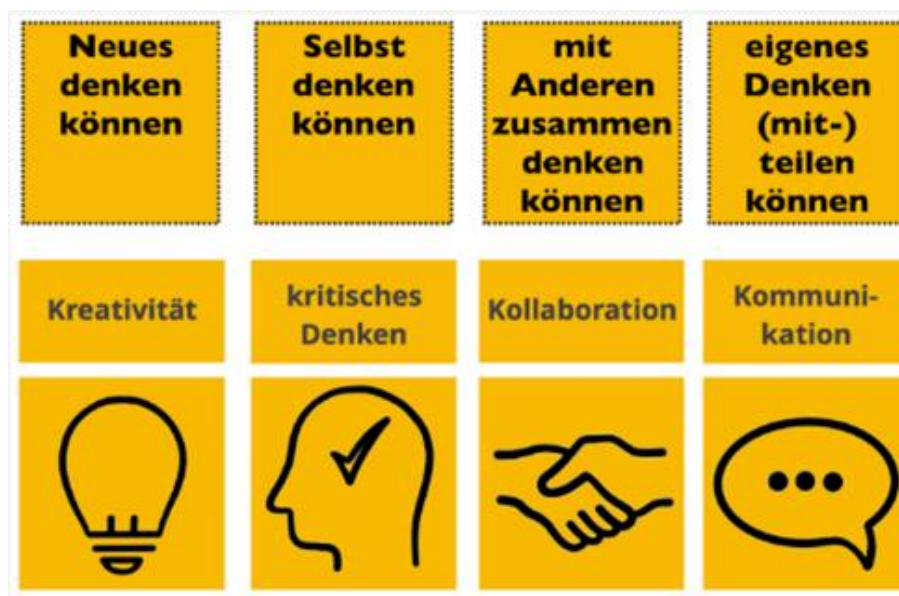 Neues
denken
können
Selbst
denken
können
mit
Anderen
zusammen
denken
können
eigenes
Denken
(mit-)
teilen
können
Kreativität
kritisches
Denken
Kollaboration
Kommuni-
kation